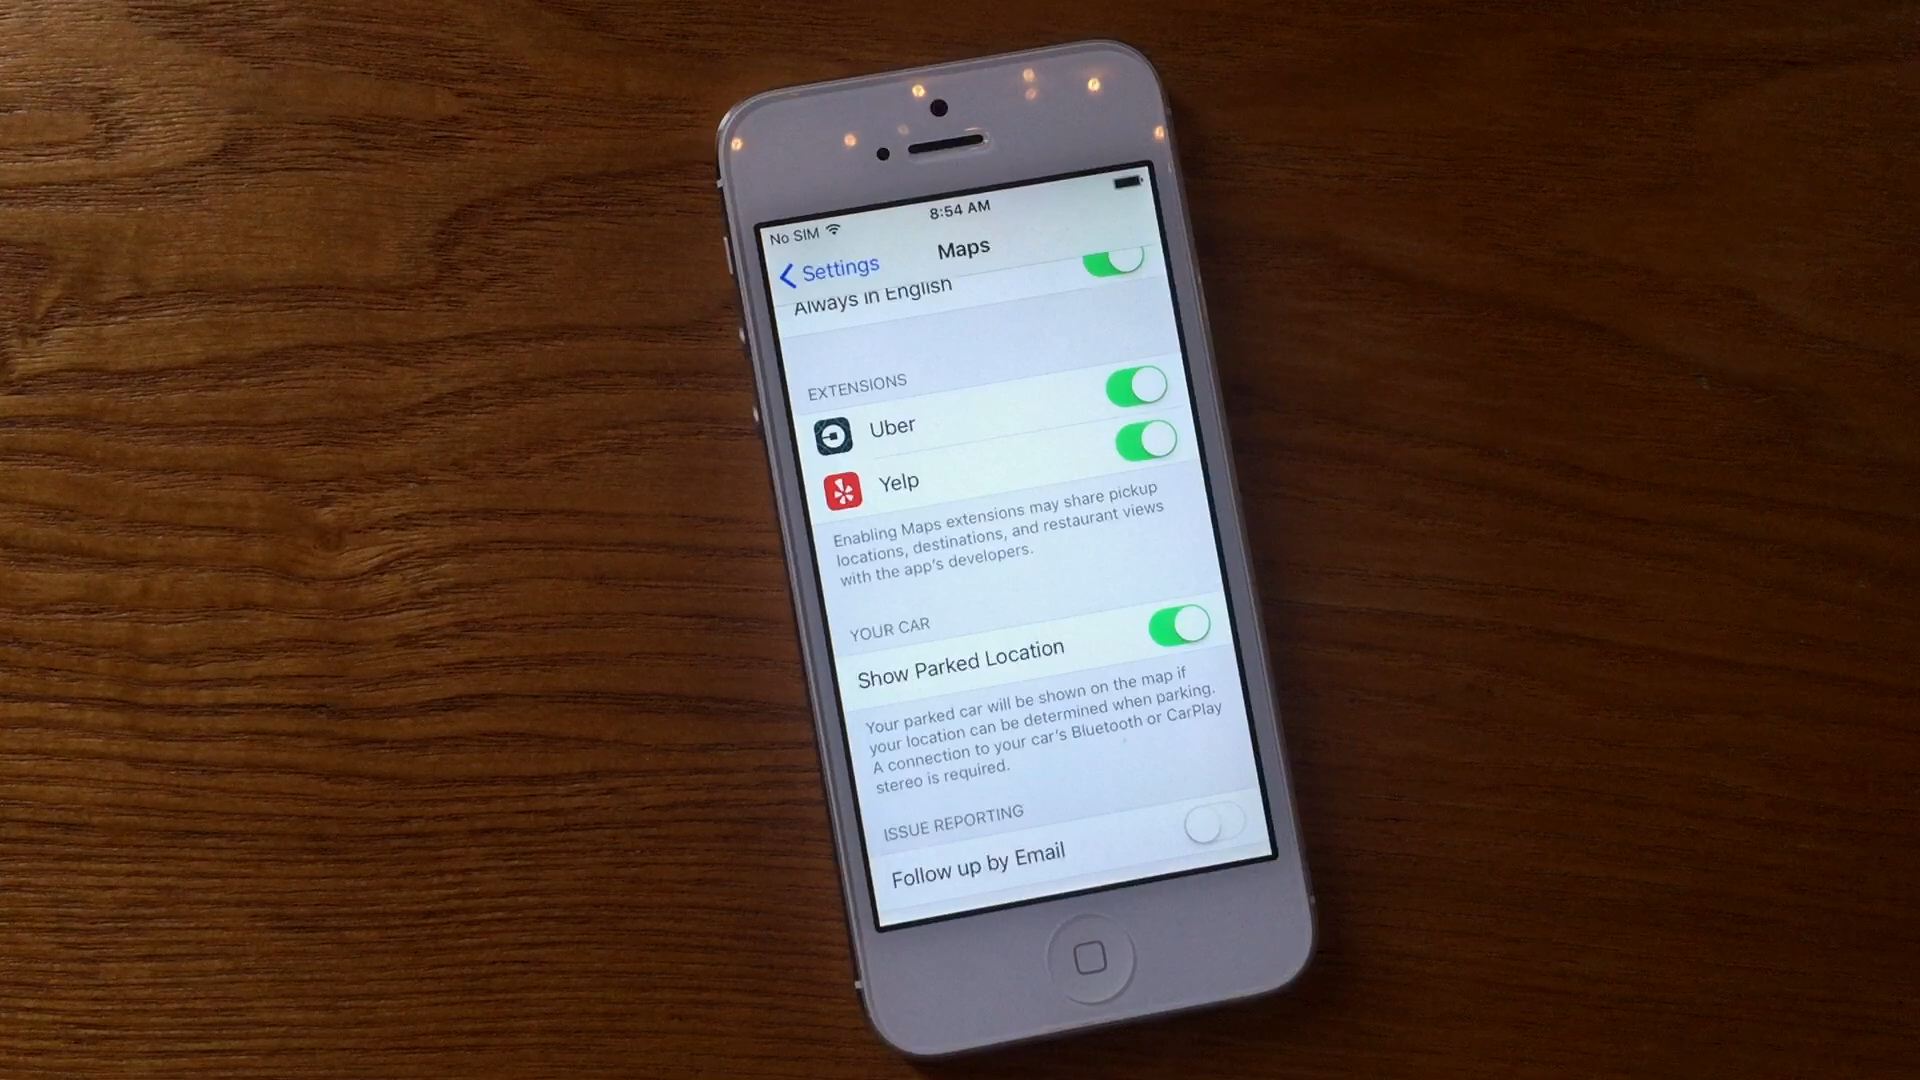 No SIM
8:54 AM
Settings
Maps
Always in English
EXTENSIONS
Uber
Yelp
Enabling Maps extensions may share pickup
locations, destinations, and restaurant views
with the app's developers.
YOUR CAR
Show Parked Location
Your parked car will be shown on the map if
your location can be determined when parking.
A connection to your car's Bluetooth or CarPlay
stereo is required.
ISSUE REPORTING
Follow up by Email